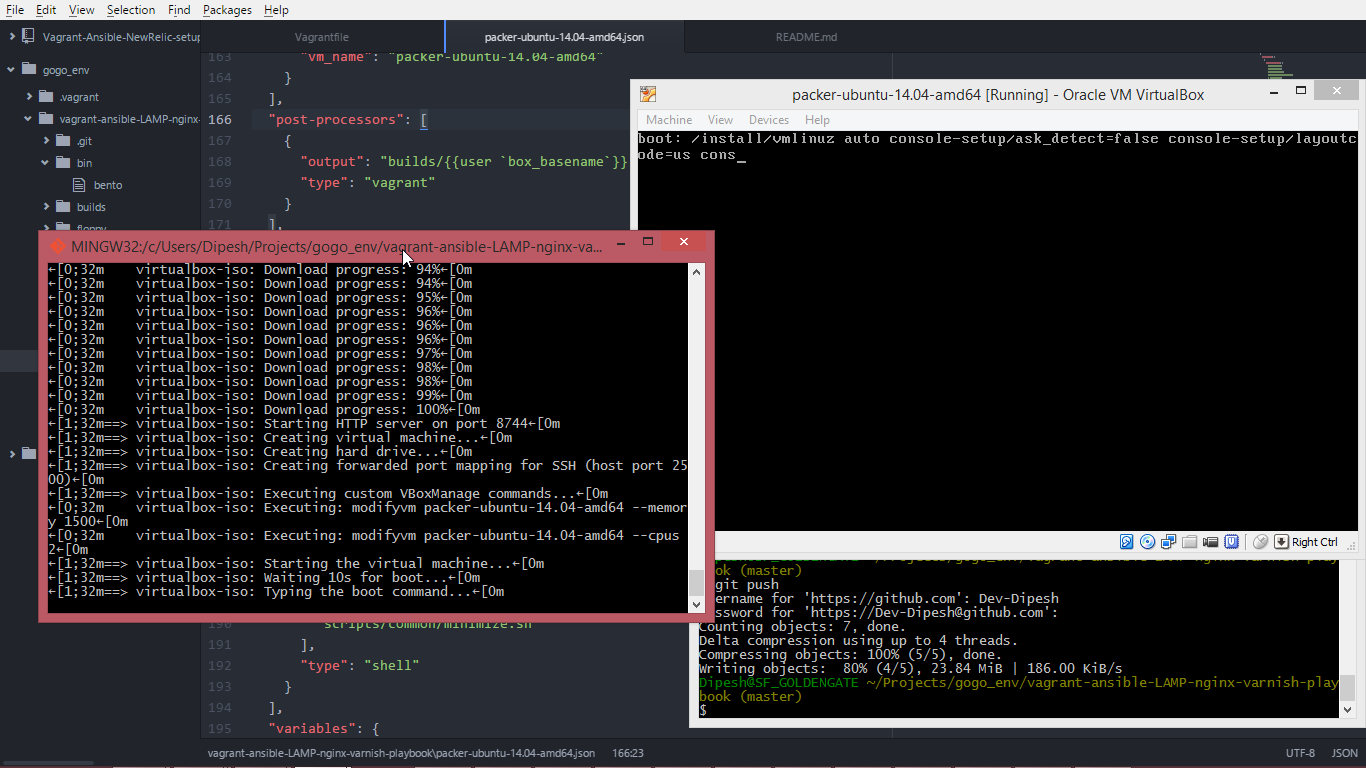 File Edit View Selection Find Packages Help
Vagrant-Ansible-NewRelic-setup
gogo_env
.vagrant
vagrant-ansible-LAMP-nginx-
.git
bin
bento
builds
floppy
Vagrantfile
packer-ubuntu-14.04-amd64.json
README.md
163 "vm_name": "packer-ubuntu-14.04-amd64"
164 }
165 ],
166 "post-processors": [
167 {
168 "output": "builds/{{user `box_basename`}}
169 "type": "vagrant"
170 }
171 ],
packer-ubuntu-14.04-amd64 [Running] - Oracle VM VirtualBox
Machine View Devices Help
boot: /install/vmlinuz auto console-setup/ask_detect=false console-setup/layoutc
ode=us cons_
Right Ctrl
MINGW32:/c/Users/Dipesh/Projects/gogo_env/vagrant-ansible-LAMP-nginx-va...
←[0;32m    virtualbox-iso: Download progress: 94%←[0m
←[0;32m    virtualbox-iso: Download progress: 94%←[0m
←[0;32m    virtualbox-iso: Download progress: 95%←[0m
←[0;32m    virtualbox-iso: Download progress: 96%←[0m
←[0;32m    virtualbox-iso: Download progress: 96%←[0m
←[0;32m    virtualbox-iso: Download progress: 96%←[0m
←[0;32m    virtualbox-iso: Download progress: 97%←[0m
←[0;32m    virtualbox-iso: Download progress: 98%←[0m
←[0;32m    virtualbox-iso: Download progress: 98%←[0m
←[0;32m    virtualbox-iso: Download progress: 99%←[0m
←[0;32m    virtualbox-iso: Download progress: 100%←[0m
←[1;32m==> virtualbox-iso: Starting HTTP server on port 8744←[0m
←[1;32m==> virtualbox-iso: Creating virtual machine...←[0m
←[1;32m==> virtualbox-iso: Creating hard drive...←[0m
←[1;32m==> virtualbox-iso: Creating forwarded port mapping for SSH (host port 25
00)←[0m
←[1;32m==> virtualbox-iso: Executing custom VBoxManage commands...←[0m
←[0;32m    virtualbox-iso: Executing: modifyvm packer-ubuntu-14.04-amd64 --memor
y 1500←[0m
←[0;32m    virtualbox-iso: Executing: modifyvm packer-ubuntu-14.04-amd64 --cpus
2←[0m
←[1;32m==> virtualbox-iso: Starting the virtual machine...←[0m
←[1;32m==> virtualbox-iso: Waiting 10s for boot...←[0m
←[1;32m==> virtualbox-iso: Typing the boot command...←[0m
ook (master)
git push
ername for 'https://github.com': Dev-Dipesh
ssword for 'https://Dev-Dipesh@github.com':
Counting objects: 7, done.
Delta compression using up to 4 threads.
Compressing objects: 100% (5/5), done.
Writing objects:  80% (4/5), 23.84 MiB | 186.00 KiB/s
Dipesh@SF_GOLDENGATE ~/Projects/gogo_env/vagrant-ansible-LAMP-nginx-varnish-play
book (master)
$
190 scripts/common/minimize.sh
191 ],
192 "type": "shell"
193 }
194 ],
195 "variables": {
vagrant-ansible-LAMP-nginx-varnish-playbook\packer-ubuntu-14.04-amd64.json 166:23
UTF-8 JSON